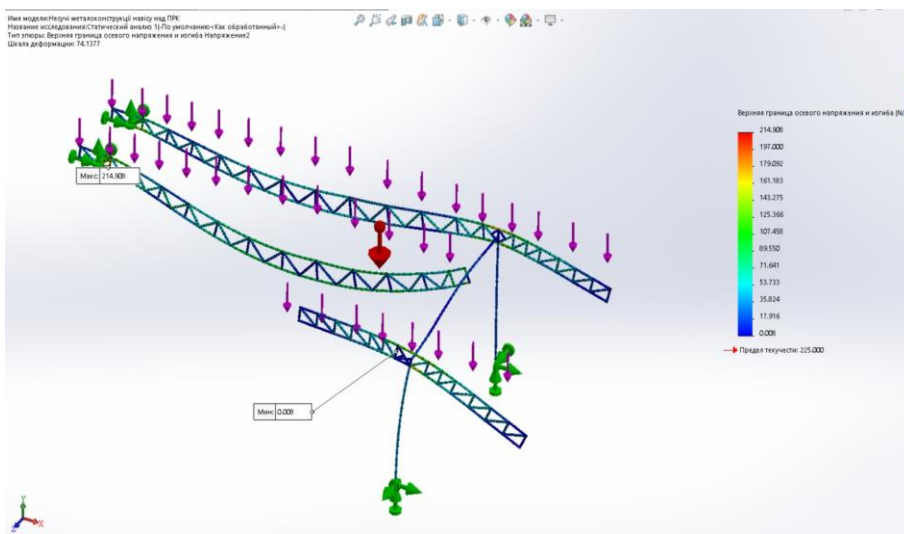 Имя модели:Несучі металоконструкції навісу над ПРК
Название исследования:Статический анализ 1(-По умолчанию<Как обработанный>-)
Тип эпюры: Верхняя граница осевого напряжения и изгиба Напряжение2
Шкала деформации: 74.1377
Верхняя граница осевого напряжения и изгиба (N/
214.908
197.000
179.092
161.183
143.275
125.366
107.458
89.550
71.641
53.733
35.824
17.916
0.008
Предел текучести: 225.000
Макс: 214.908
Мин: 0.008
Y
X
Z